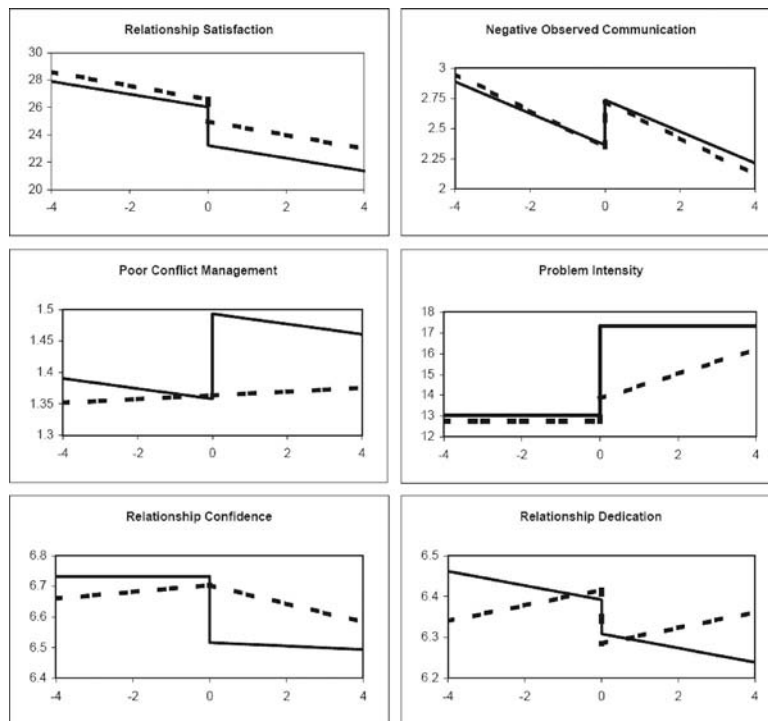 Relationship Satisfaction
30
28
26
24
22
20
-4 -2 0 2 4
Negative Observed Communication
3
2.75
2.5
2.25
2
-4 -2 0 2 4
Poor Conflict Management
1.5
1.45
1.4
1.35
1.3
-4 -2 0 2 4
Problem Intensity
18
17
16
15
14
13
12
-4 -2 0 2 4
Relationship Confidence
6.8
6.7
6.6
6.5
6.4
-4 -2 0 2 4
Relationship Dedication
6.5
6.4
6.3
6.2
-4 -2 0 2 4